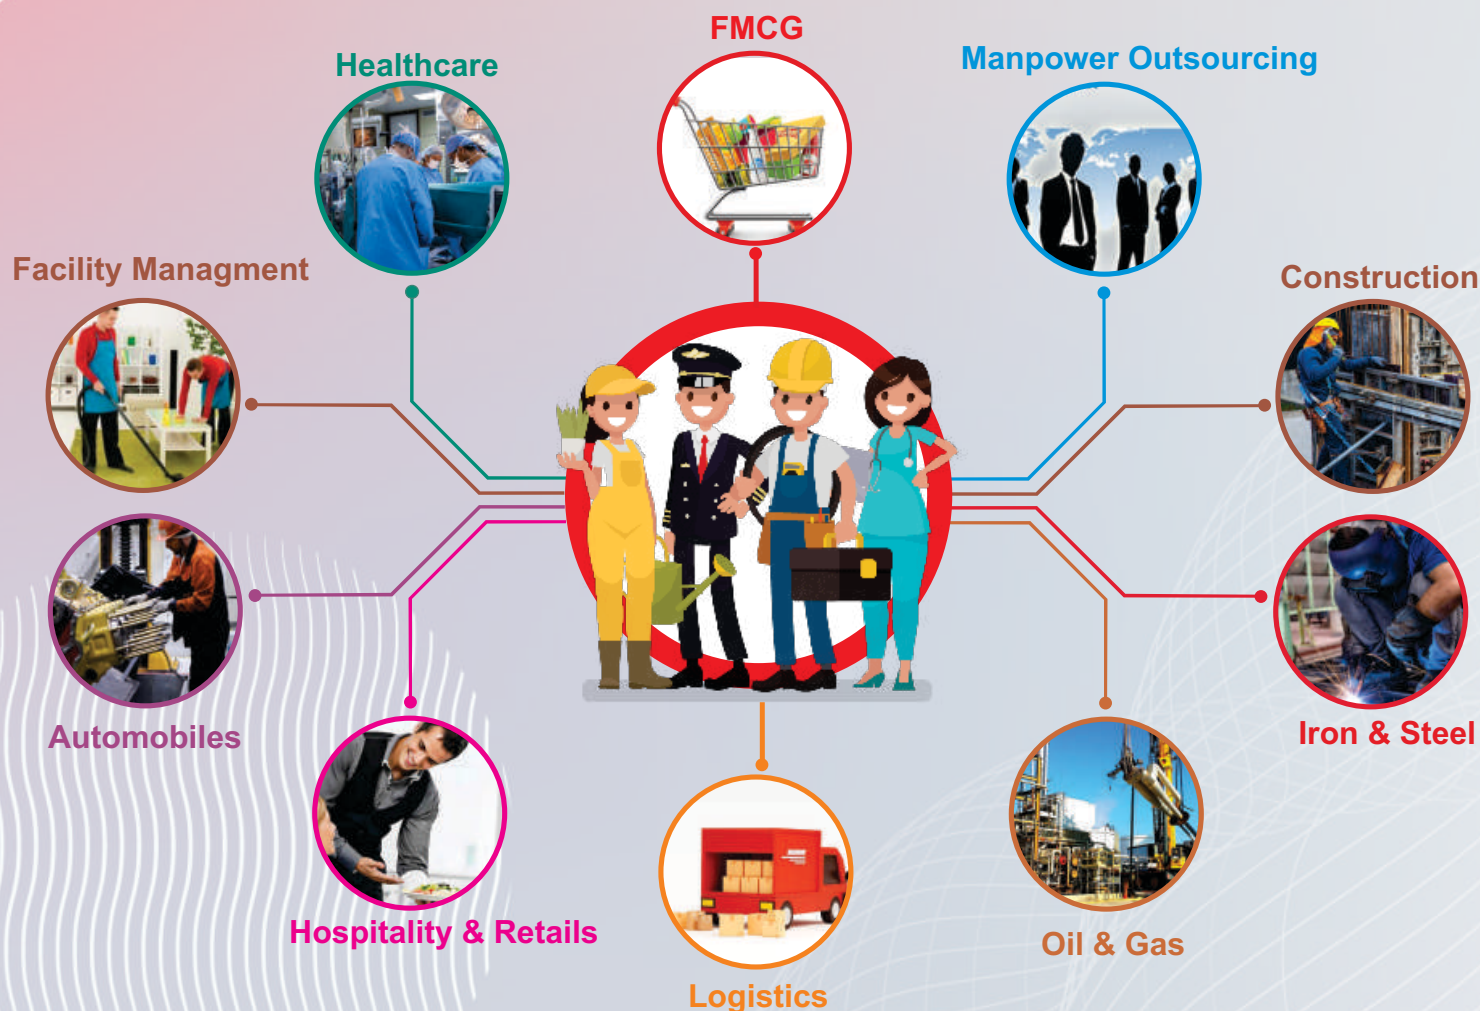 FMCG
Healthcare
Manpower Outsourcing
Facility Managment
Construction
Automobiles
Iron & Steel
Hospitality & Retails
Oil & Gas
Logistics